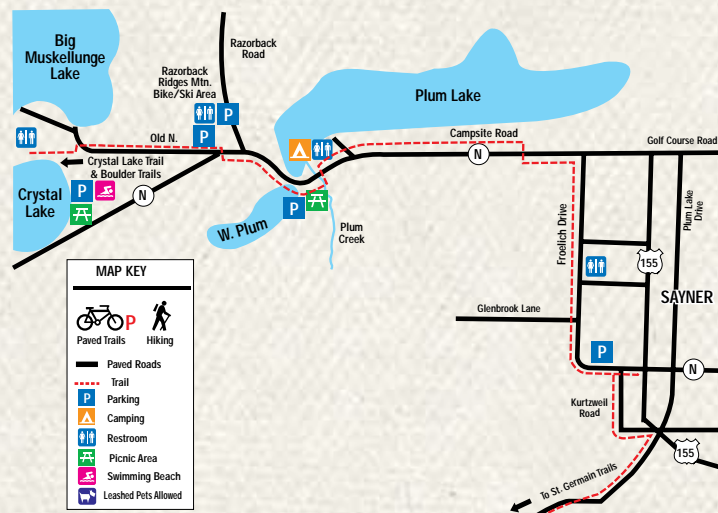 Big
Muskellunge
Lake
Razorback
Road
Razorback
Ridges Mtn.
Bike/Ski Area
P
P
Plum Lake
Old N.
Campsite Road
Golf Course Road
N
Crystal Lake Trail
& Boulder Trails
Crystal
Lake
P
N
W. Plum
P
Plum
Creek
Froelich Drive
Plum Lake
Drive
155
SAYNER
Glenbrook Lane
P
N
Kurtzweil
Road
155
To St. Germain Trails
MAP KEY
P
Paved Trails
Hiking
Paved Roads
Trail
P
Parking
Camping
Restroom
Picnic Area
Swimming Beach
Leashed Pets Allowed